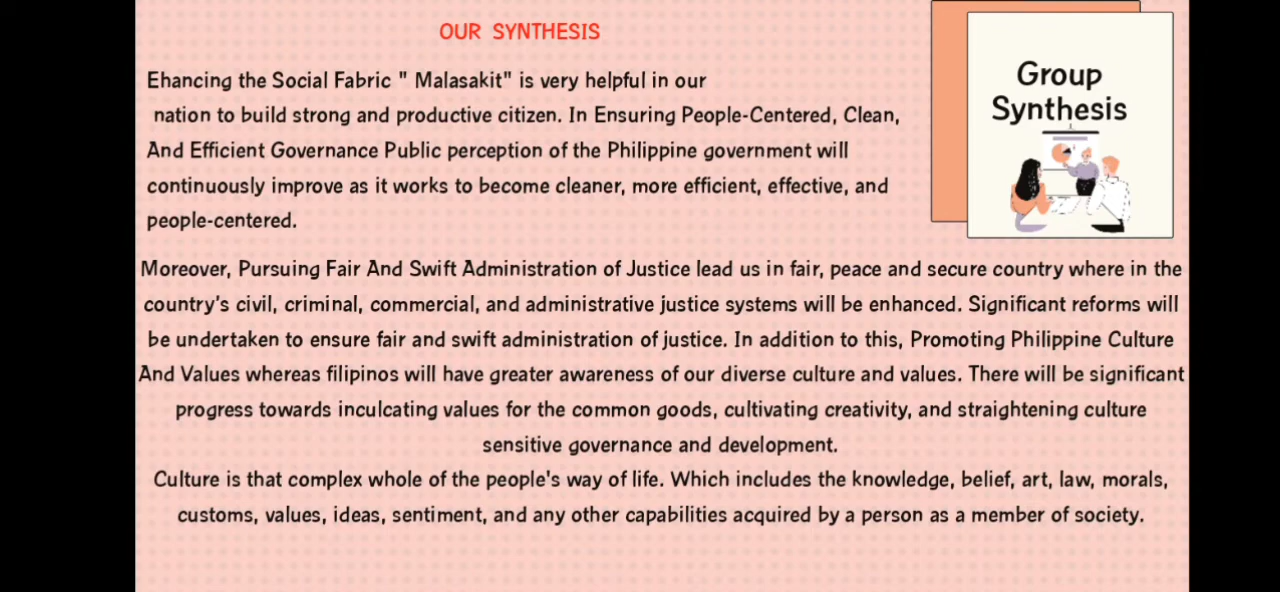 OUR SYNTHESIS
Group
Synthesis
Ehancing the Social Fabric " Malasakit" is very helpful in our
nation to build strong and productive citizen. In Ensuring People-Centered, Clean,
And Efficient Governance Public perception of the Philippine government will
continuously improve as it works to become cleaner, more efficient, effective, and
people-centered.
Moreover, Pursuing Fair And Swift Administration of Justice lead us in fair, peace and secure country where in the
country's civil, criminal, commercial, and administrative justice systems will be enhanced. Significant reforms will
be undertaken to ensure fair and swift administration of justice. In addition to this, Promoting Philippine Culture
And Values whereas filipinos will have greater awareness of our diverse culture and values. There will be significant
progress towards inculcating values for the common goods, cultivating creativity, and straightening culture
sensitive governance and development.
Culture is that complex whole of the people's way of life. Which includes the knowledge, belief, art, law, morals,
customs, values, ideas, sentiment, and any other capabilities acquired by a person as a member of society.